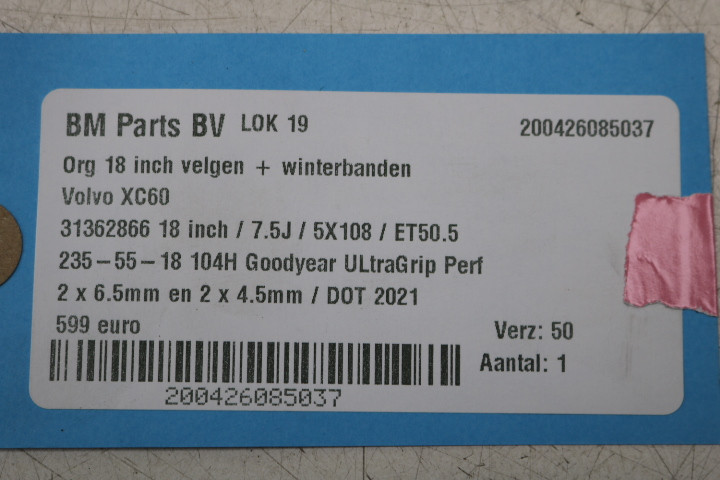 BM Parts BV LOK 19 200426085037
Org 18 inch velgen + winterbanden
Volvo XC60
31362866 18 inch / 7.5J / 5X108 / ET50.5
235-55-18 104H Goodyear ULtraGrip Perf
2 x 6.5mm en 2 x 4.5mm / DOT 2021
599 euro Verz: 50
Aantal: 1
200426085037